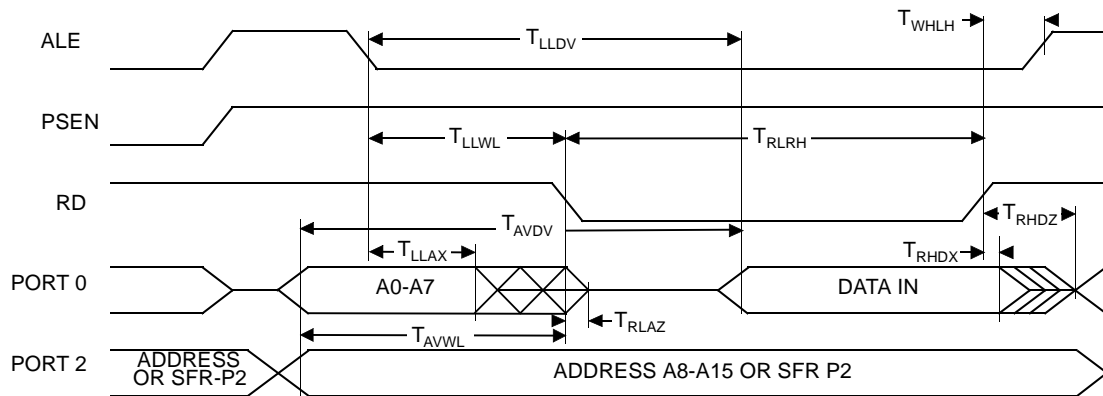 ALE
T_LLDV
T_WHLH
PSEN
T_LLWL
T_RLRH
RD
T_AVDV
T_RHDZ
T_LLAX
T_RHDX
PORT 0
A0-A7
DATA IN
T_RLAZ
T_AVWL
PORT 2
ADDRESS
OR SFR-P2
ADDRESS A8-A15 OR SFR P2